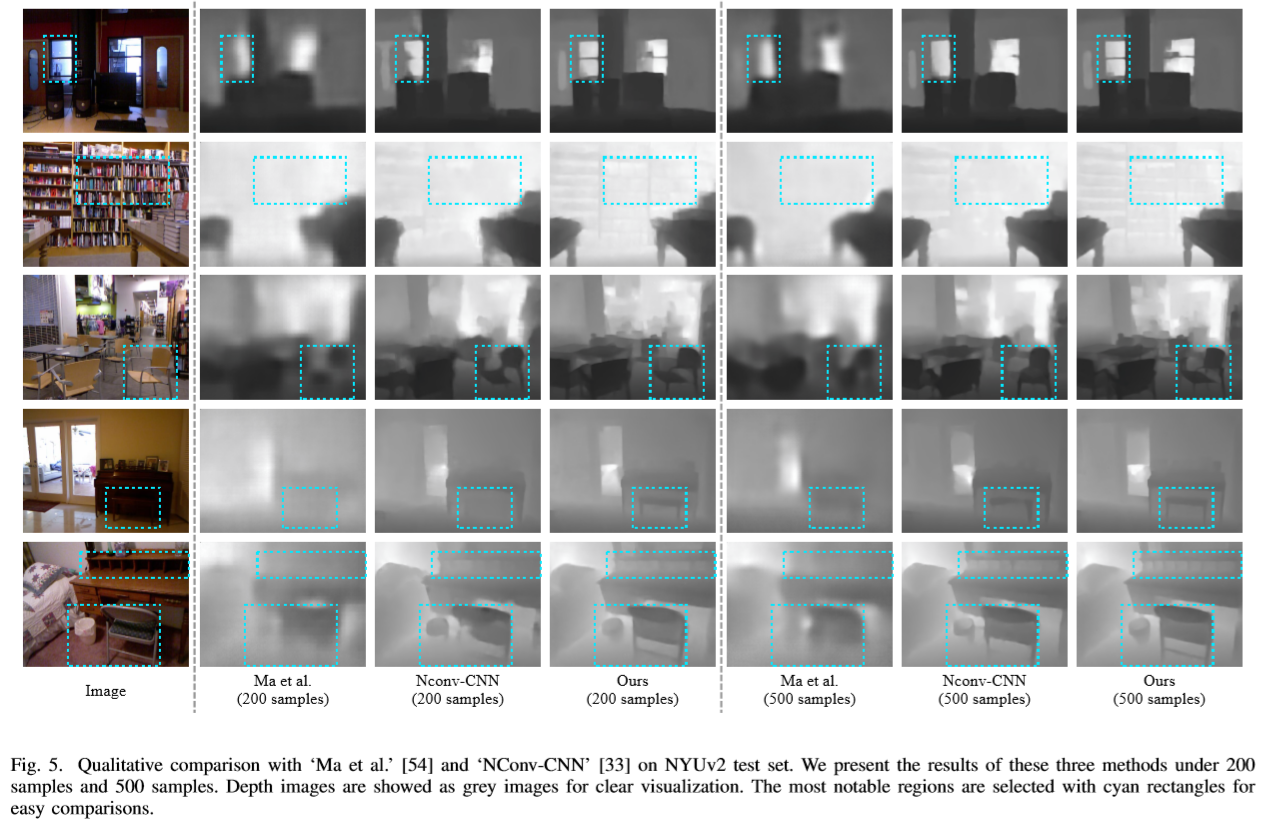 Image
Ma et al.
(200 samples)
Nconv-CNN
(200 samples)
Ours
(200 samples)
Ma et al.
(500 samples)
Nconv-CNN
(500 samples)
Ours
(500 samples)
Fig. 5. Qualitative comparison with ‘Ma et al.’ [54] and ‘NConv-CNN’ [33] on NYUv2 test set. We present the results of these three methods under 200
samples and 500 samples. Depth images are showed as grey images for clear visualization. The most notable regions are selected with cyan rectangles for
easy comparisons.